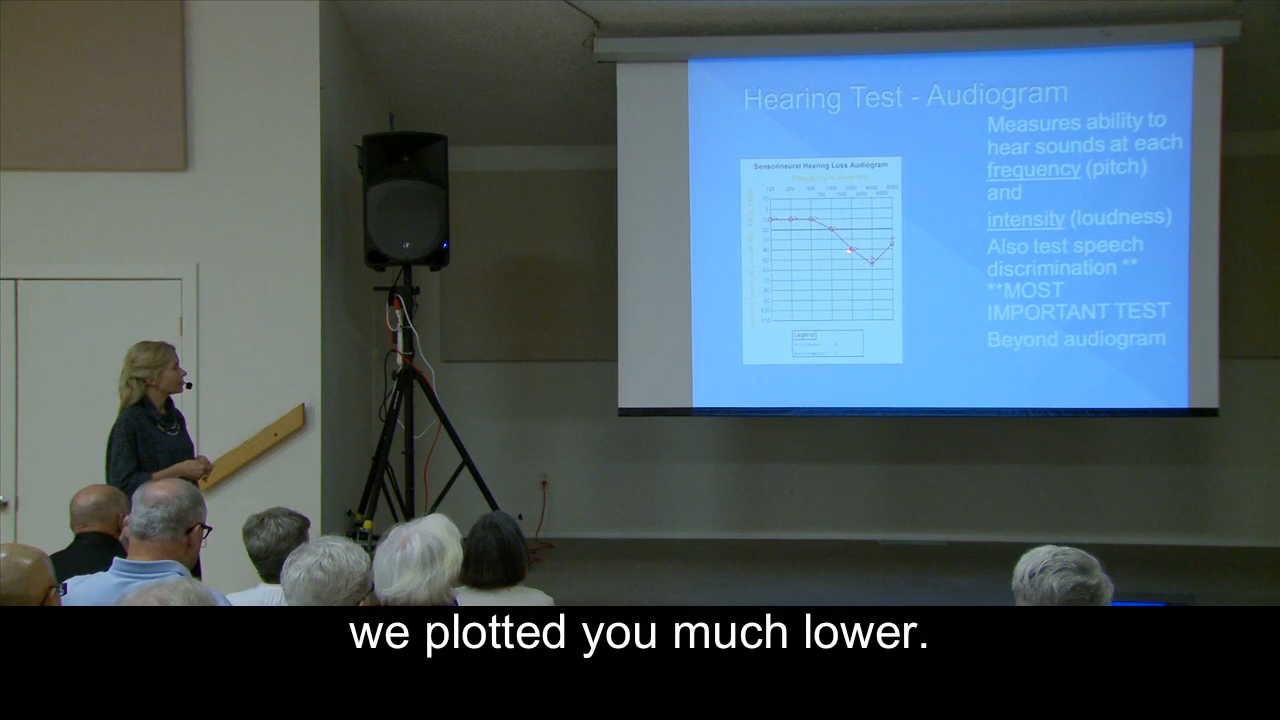 Hearing Test - Audiogram
Measures ability to
hear sounds at each
frequency (pitch)
and
intensity (loudness)
Also test speech
discrimination **
**MOST
IMPORTANT TEST
Beyond audiogram
Sensorineural Hearing Loss Audiogram
Legend
we plotted you much lower.